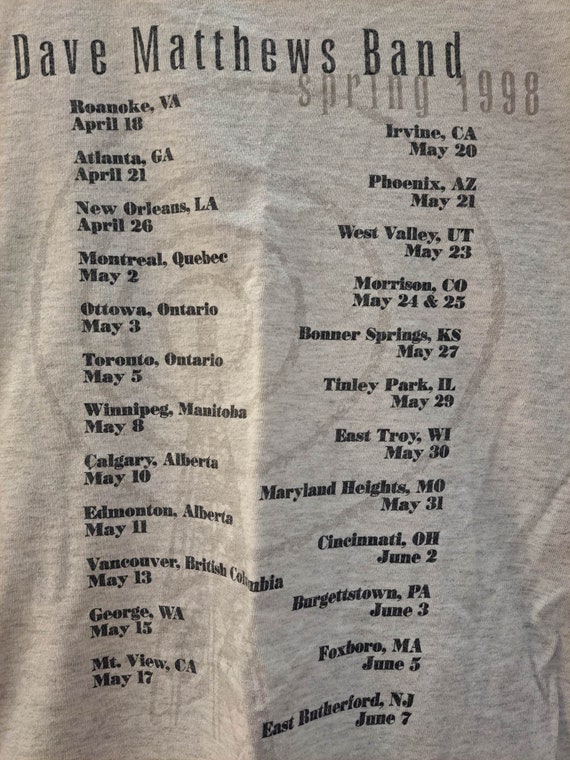 Dave Matthews Band
spring 1998
Roanoke, VA
April 18
Atlanta, GA
April 21
New Orleans, LA
April 26
Montreal, Quebec
May 2
Ottowa, Ontario
May 3
Toronto, Ontario
May 5
Winnipeg, Manitoba
May 8
Calgary, Alberta
May 10
Edmonton, Alberta
May 11
Vancouver, British Columbia
May 13
George, WA
May 15
Mt. View, CA
May 17
Irvine, CA
May 20
Phoenix, AZ
May 21
West Valley, UT
May 23
Morrison, CO
May 24 & 25
Bonner Springs, KS
May 27
Tinley Park, IL
May 29
East Troy, WI
May 30
Maryland Heights, MO
May 31
Cincinnati, OH
June 2
Burgettstown, PA
June 3
Foxboro, MA
June 5
East Rutherford, NJ
June 7